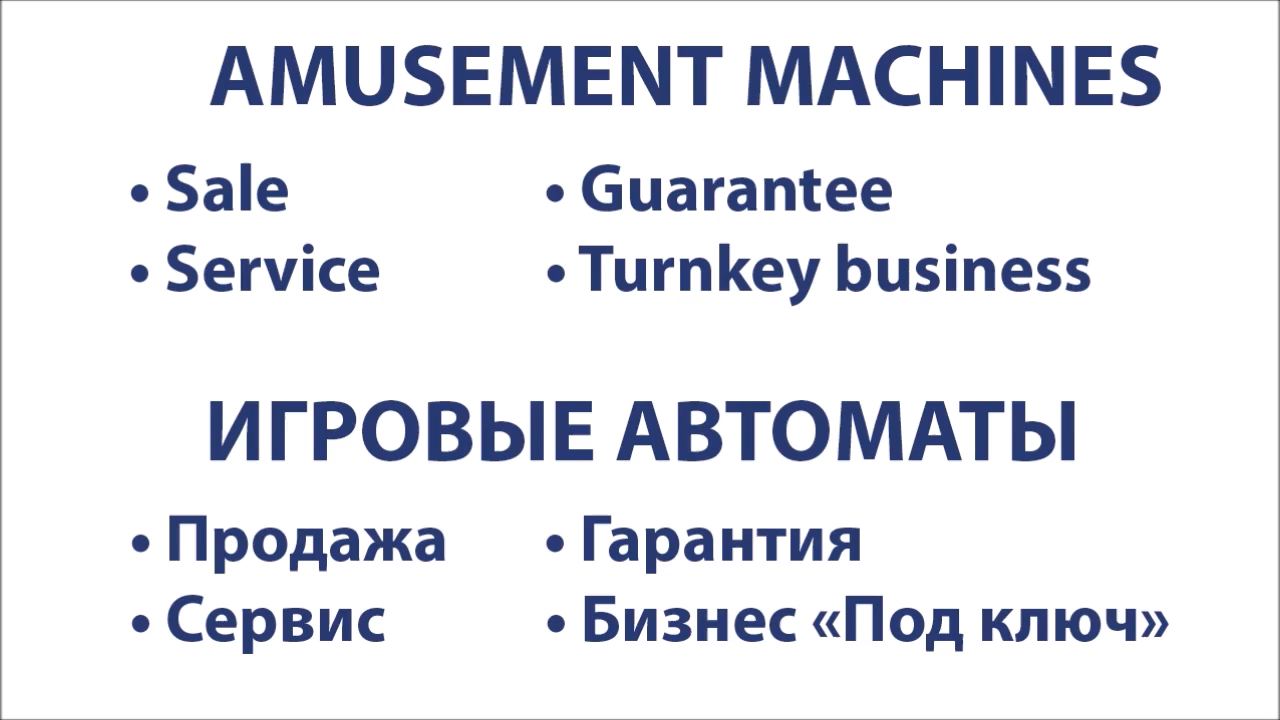 AMUSEMENT MACHINES
• Sale • Guarantee
• Service • Turnkey business
ИГРОВЫЕ АВТОМАТЫ
• Продажа • Гарантия
• Сервис • Бизнес «Под ключ»